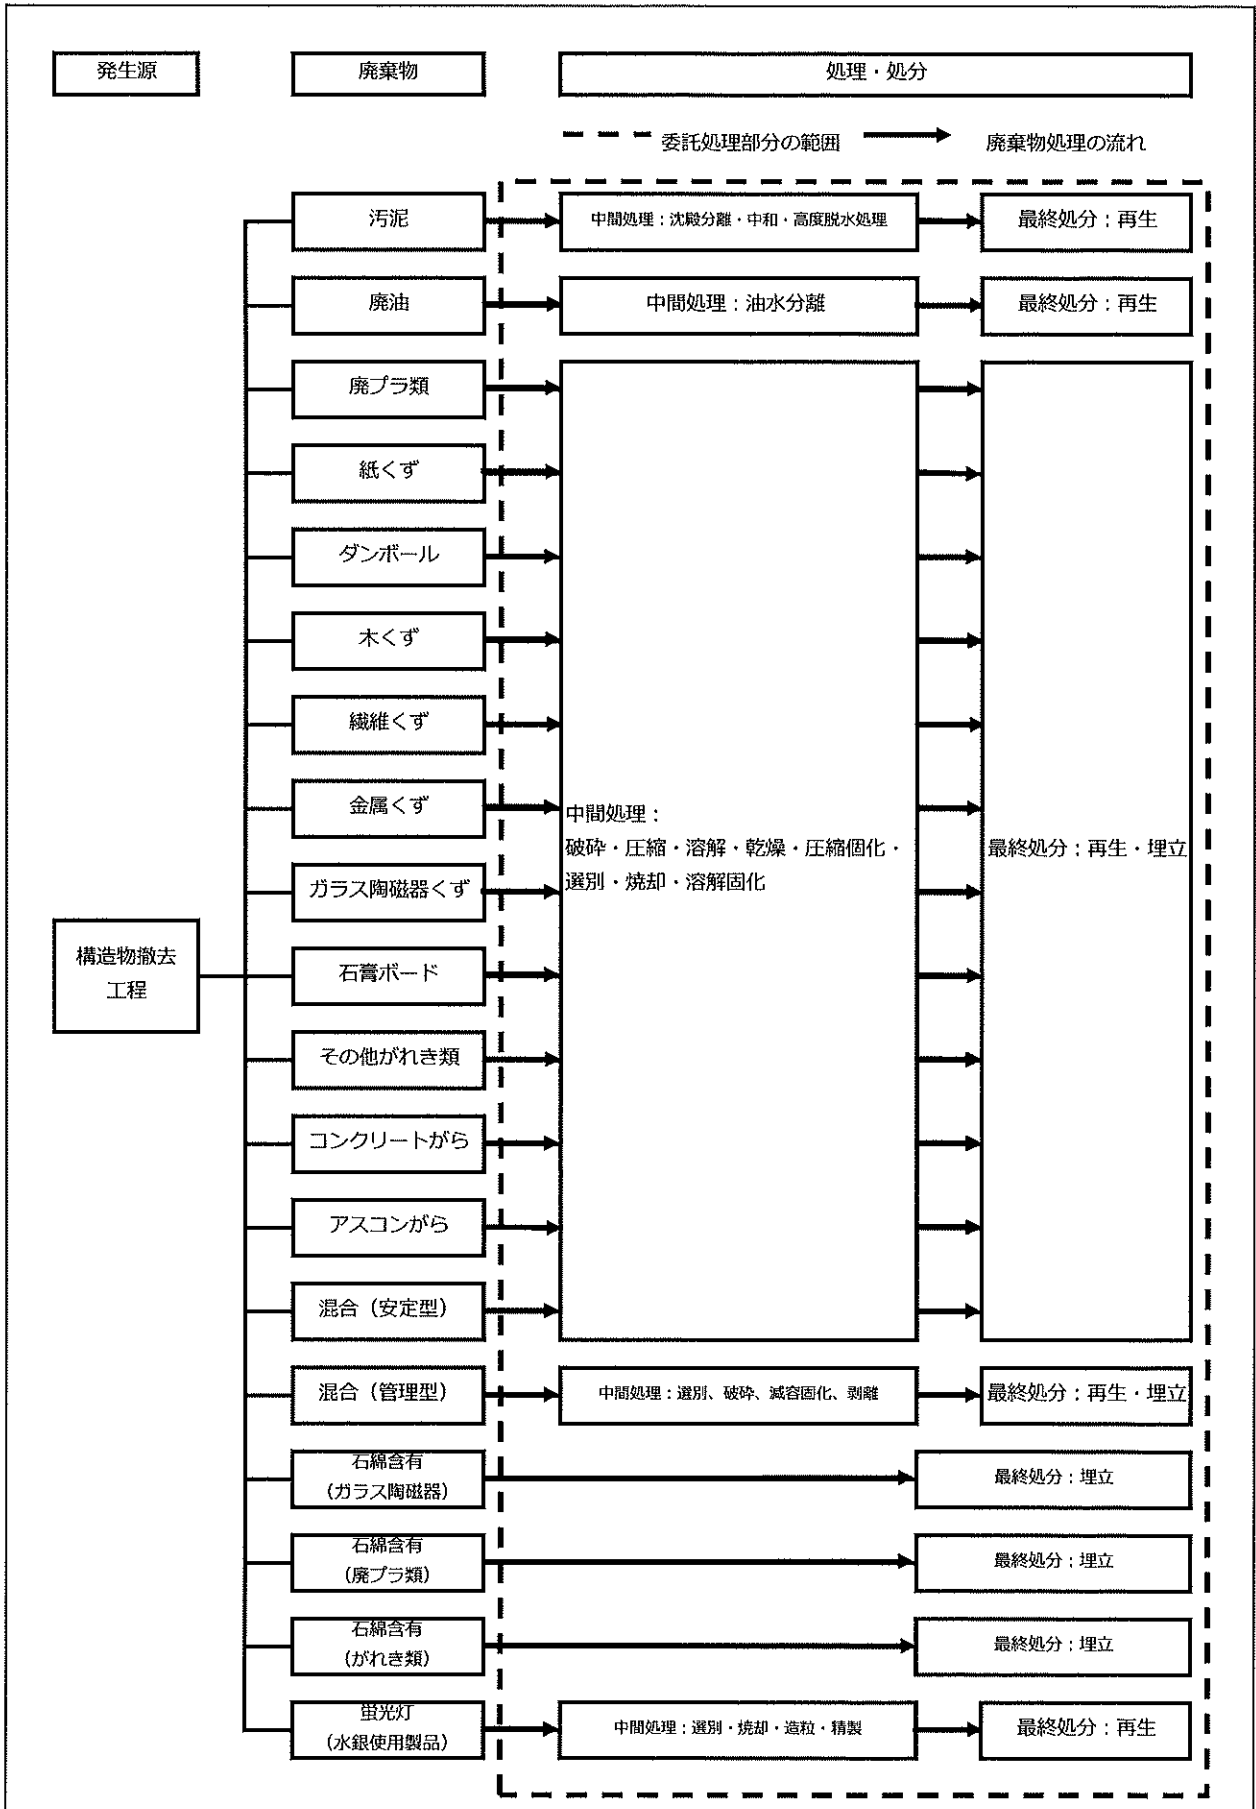 発生源
廃棄物
処理・処分
委託処理部分の範囲
廃棄物処理の流れ
汚泥
中間処理：沈殿分離・中和・高度脱水処理
最終処分：再生
廃油
中間処理：油水分離
最終処分：再生
廃プラ類
紙くず
ダンボール
木くず
繊維くず
金属くず
ガラス陶磁器くず
石膏ボード
その他がれき類
コンクリートがら
アスコンがら
混合（安定型）
中間処理：
破砕・圧縮・溶解・乾燥・圧縮個化・
選別・焼却・溶解固化
最終処分：再生・埋立
構造物撤去
工程
混合（管理型）
中間処理：選別、破砕、減容固化、剥離
最終処分：再生・埋立
石綿含有
（ガラス陶磁器）
最終処分：埋立
石綿含有
（廃プラ類）
最終処分：埋立
石綿含有
（がれき類）
最終処分：埋立
蛍光灯
（水銀使用製品）
中間処理：選別・焼却・造粒・精製
最終処分：再生